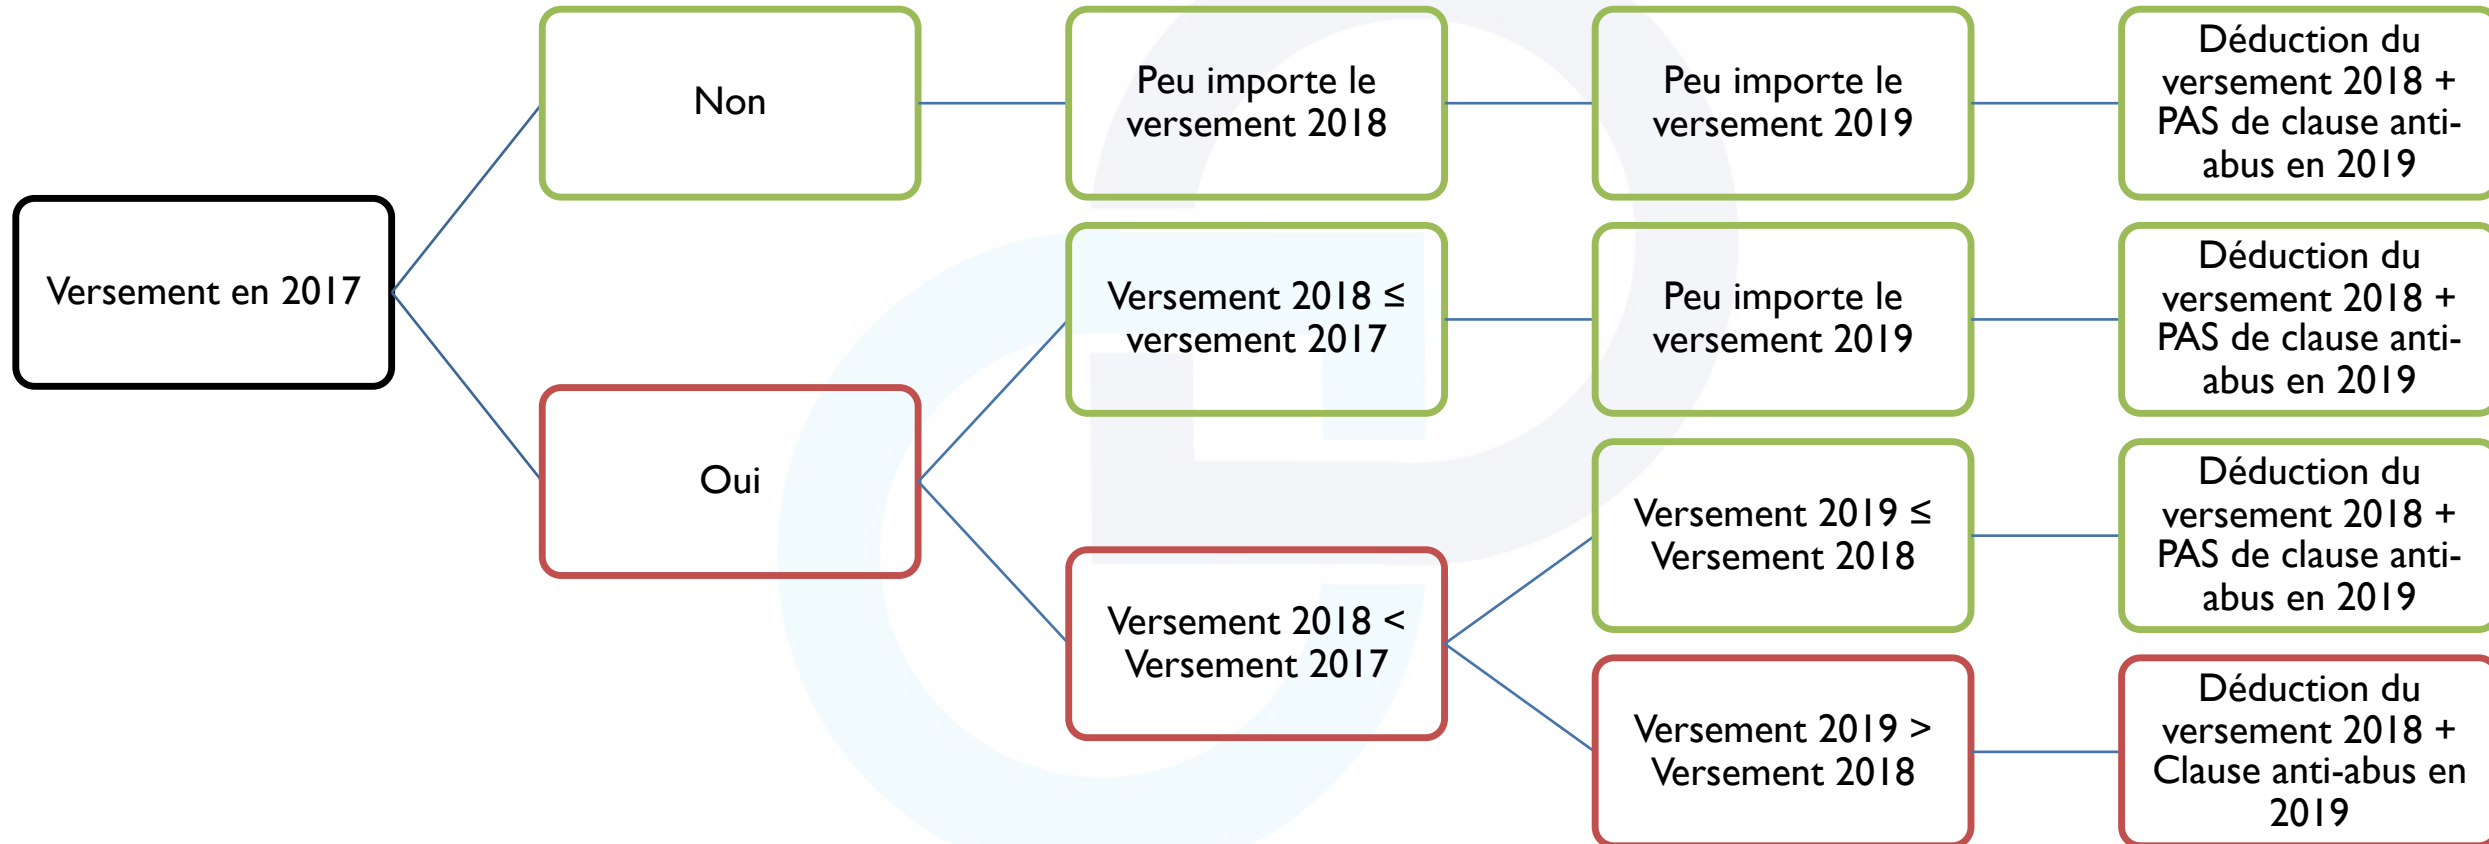 Versement en 2017
Non
Peu importe le
versement 2018
Peu importe le
versement 2019
Déduction du
versement 2018 +
PAS de clause anti-
abus en 2019
Oui
Versement 2018 ≤
versement 2017
Peu importe le
versement 2019
Déduction du
versement 2018 +
PAS de clause anti-
abus en 2019
Versement 2018 <
Versement 2017
Versement 2019 ≤
Versement 2018
Déduction du
versement 2018 +
PAS de clause anti-
abus en 2019
Versement 2019 >
Versement 2018
Déduction du
versement 2018 +
Clause anti-abus en
2019